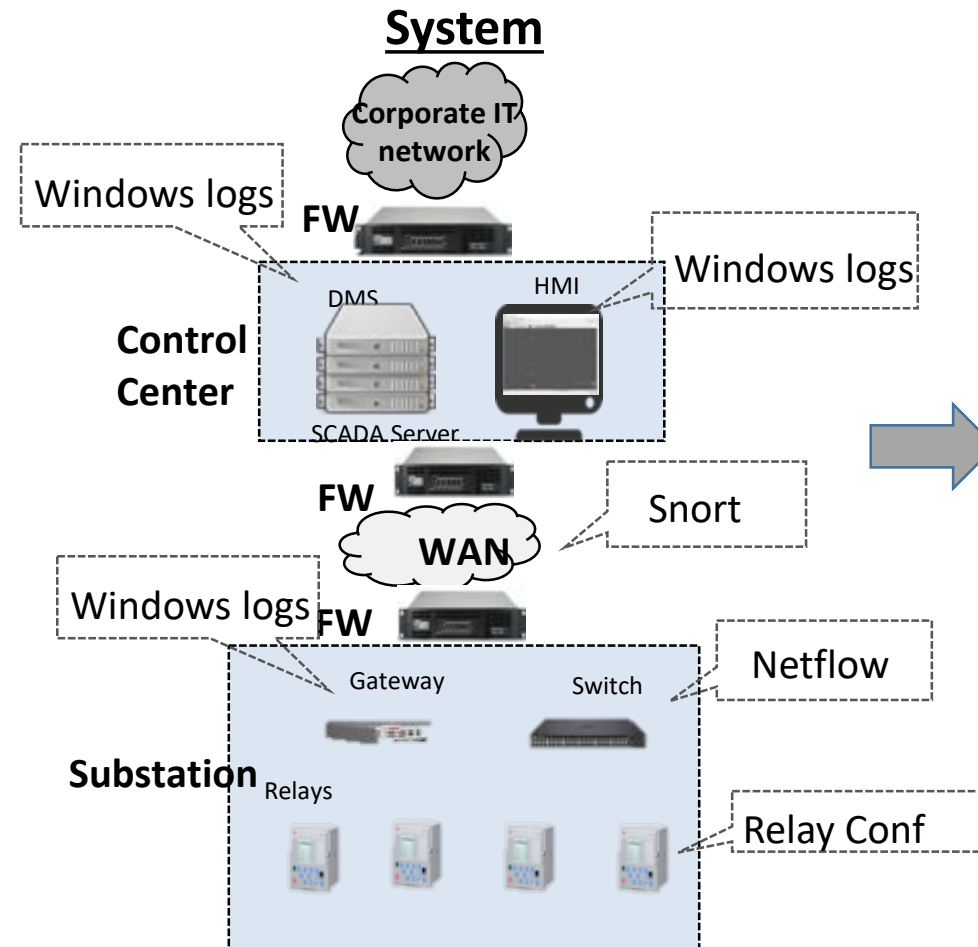 System
Corporate IT
network
Windows logs
FW
Windows logs
DMS
HMI
Control
Center
SCADA Server
FW
Snort
WAN
Windows logs
FW
Netflow
Gateway
Switch
Substation
Relays
Relay Conf